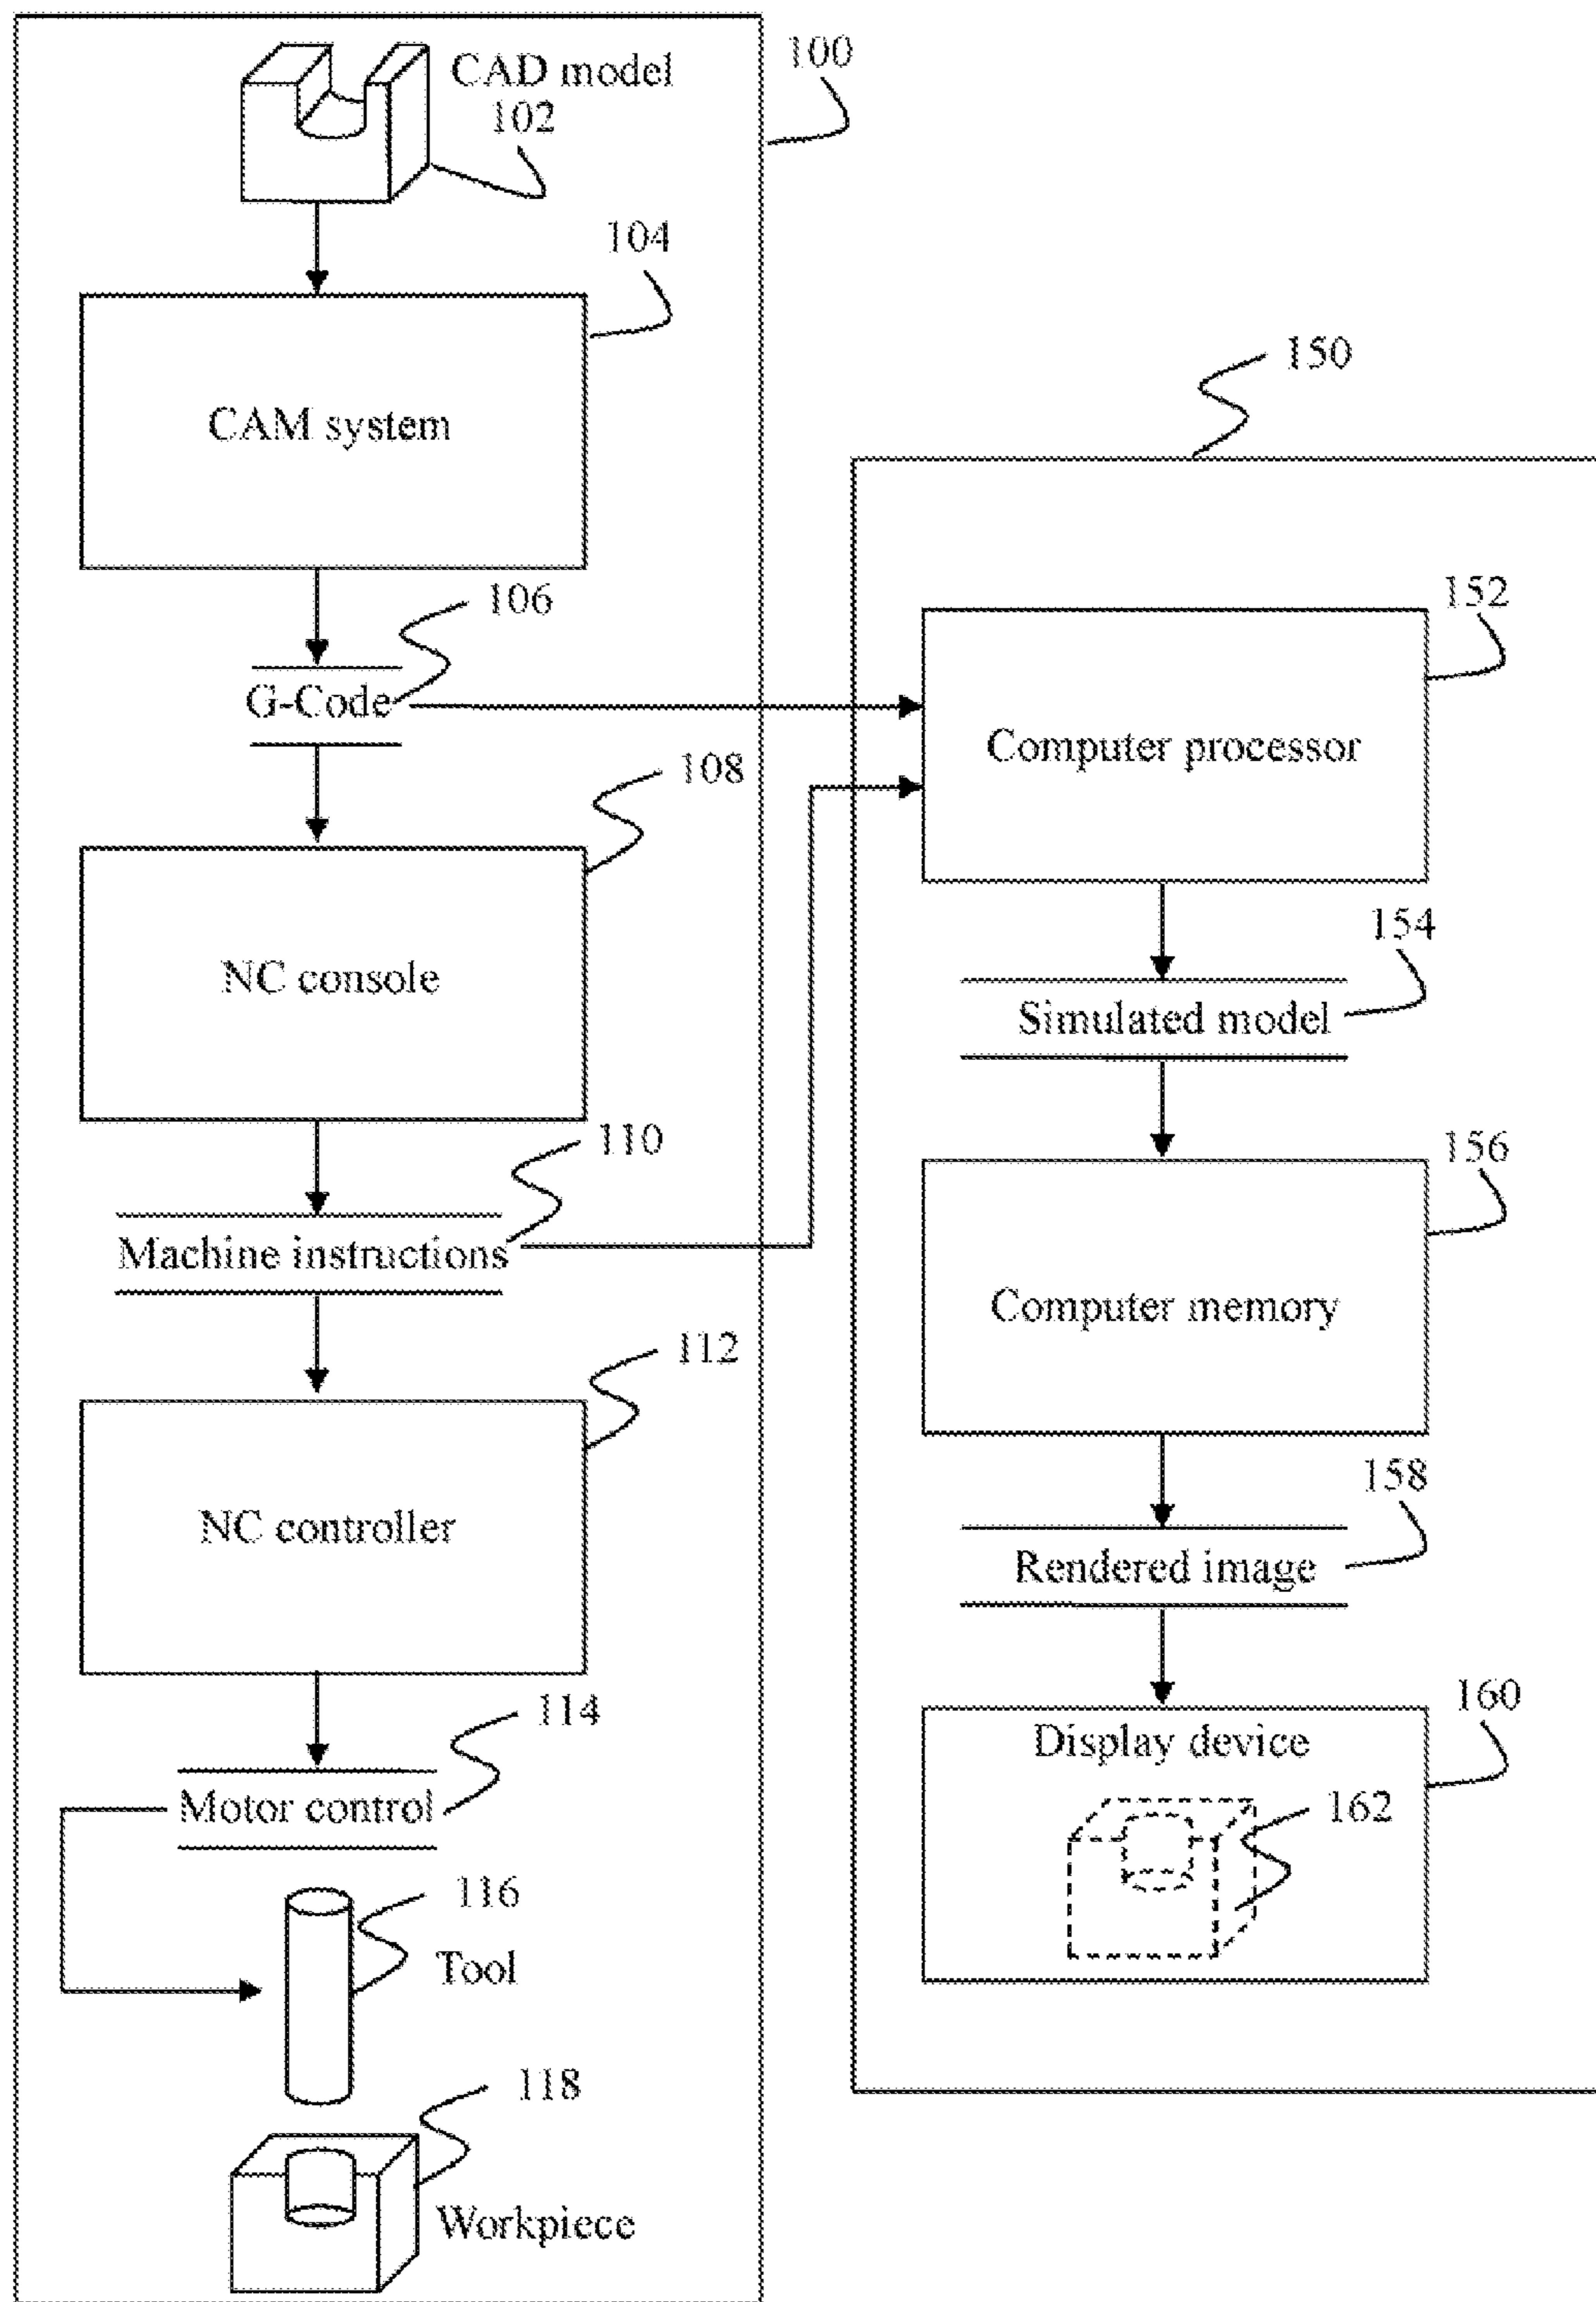 CAD model
102
100
104
CAM system
106
G-Code
108
NC console
110
Machine instructions
112
NC controller
114
Motor control
116
Tool
118
Workpiece
150
152
Computer processor
154
Simulated model
156
Computer memory
158
Rendered image
160
Display device
162